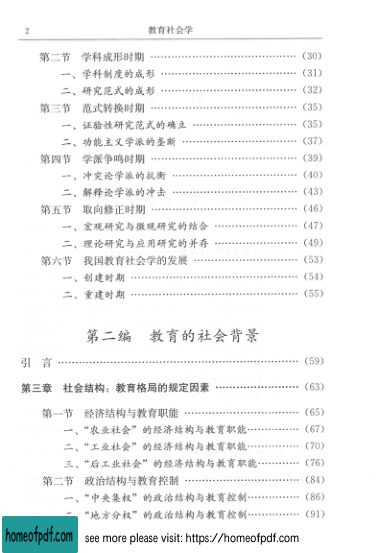 2 教育社会学
第二节 学科成形时期 …………………………………… (30)
一、学科制度的成形 ………………………………… (31)
二、研究范式的成形 ………………………………… (32)
第三节 范式转换时期 …………………………………… (35)
一、证验性研究范式的确立 ………………………… (35)
二、功能主义学派的垄断 …………………………… (37)
第四节 学派争鸣时期 …………………………………… (39)
一、冲突论学派的抗衡 ……………………………… (40)
二、解释论学派的冲击 ……………………………… (43)
第五节 取向修正时期 …………………………………… (46)
一、宏观研究与微观研究的结合 …………………… (47)
二、理论研究与应用研究的并存 …………………… (49)
第六节 我国教育社会学的发展 ………………………… (53)
一、创建时期 ………………………………………… (54)
二、重建时期 ………………………………………… (55)
第二编 教育的社会背景
引 言 ……………………………………………………… (59)
第三章 社会结构：教育格局的规定因素 ………………… (63)
第一节 经济结构与教育职能 …………………………… (65)
一、“农业社会”的经济结构与教育职能 …………… (67)
二、“工业社会”的经济结构与教育职能 …………… (70)
三、“后工业社会”的经济结构与教育职能 ………… (76)
第二节 政治结构与教育控制 …………………………… (84)
一、“中央集权”的政治结构与教育控制 …………… (86)
二、“地方分权”的政治结构与教育控制 …………… (91)
homeofpdf.com see more please visit: https://homeofpdf.com